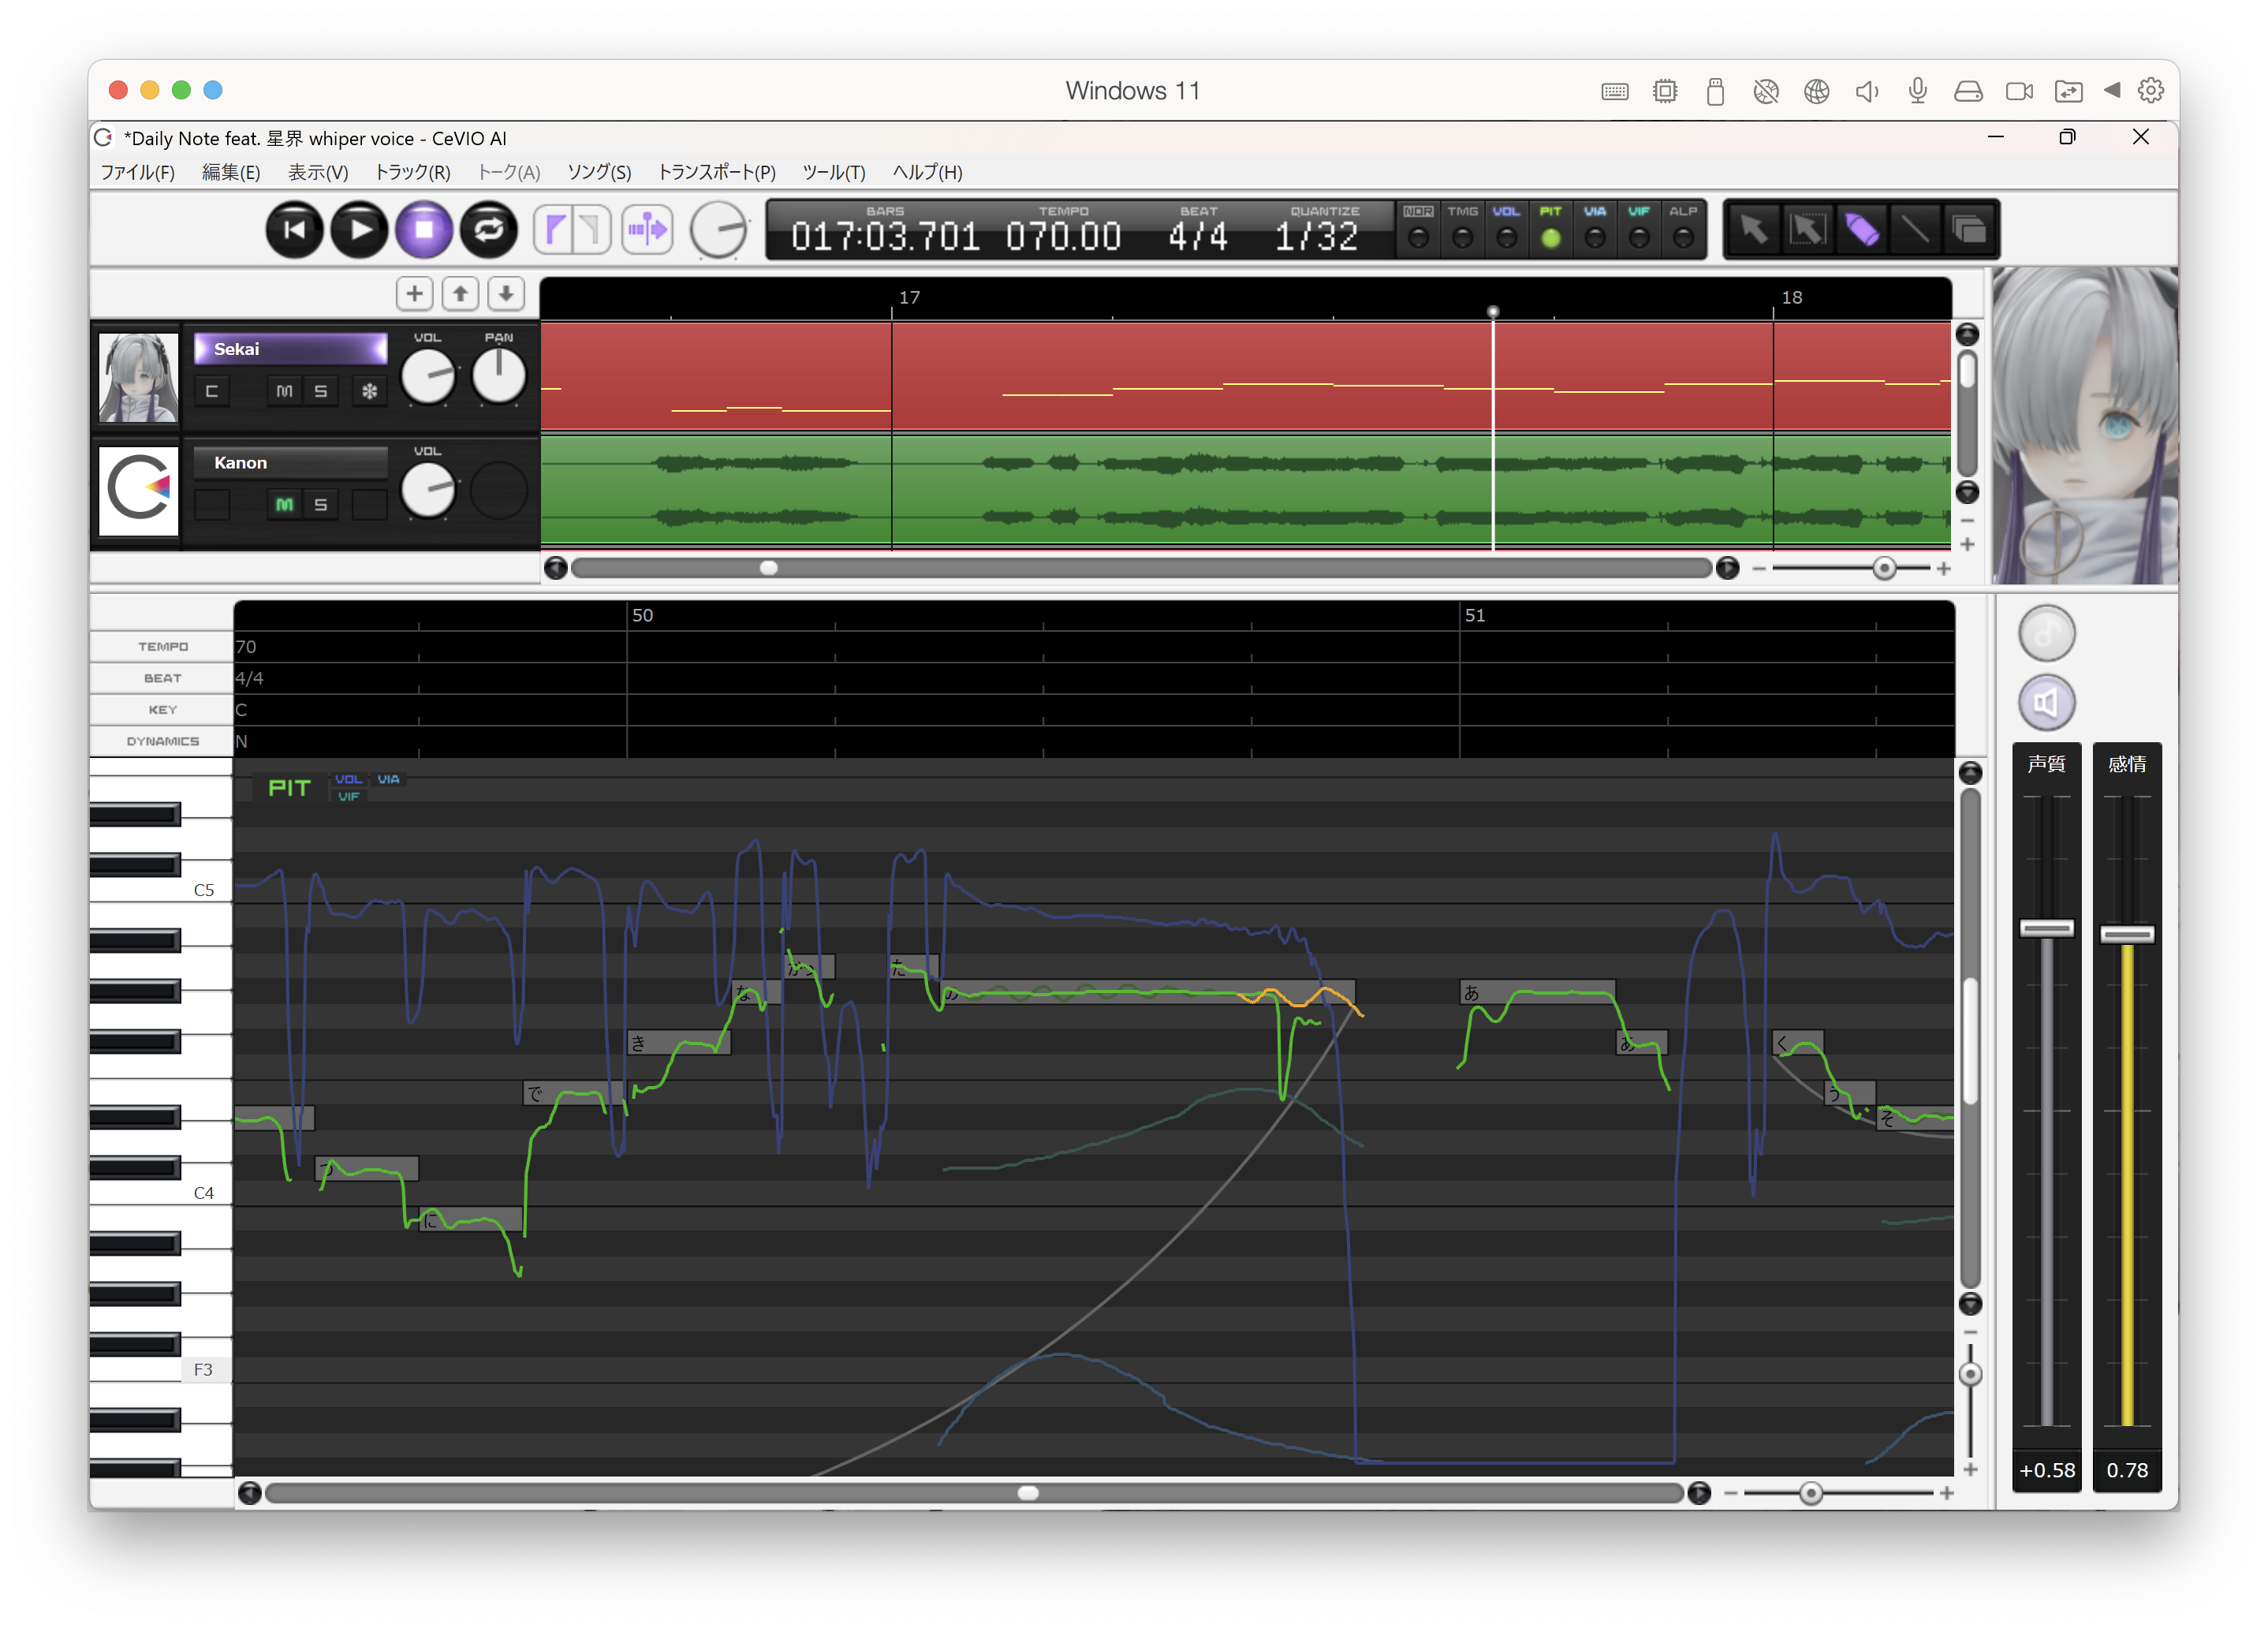 Windows 11
*Daily Note feat. 星界 whiper voice - CeVIO AI
ファイル(F) 編集(E) 表示(V) トラック(R) トーク(A) ソング(S) トランスポート(P) ツール(T) ヘルプ(H)
BARS TEMPO BEAT QUANTIZE NOR TMG VOL PIT VIA VIF ALP
017:03.701 070.00 4/4 1/32
17 18
Sekai VOL PAN
C M S
Kanon VOL
M S
50 51
TEMPO 70
BEAT 4/4
KEY C
DYNAMICS N
PIT VOL VIA
VIF
声質 感情
C5
かっ た
な の あ
き あ く
で う
そ
つ
C4
に
F3
+0.58 0.78